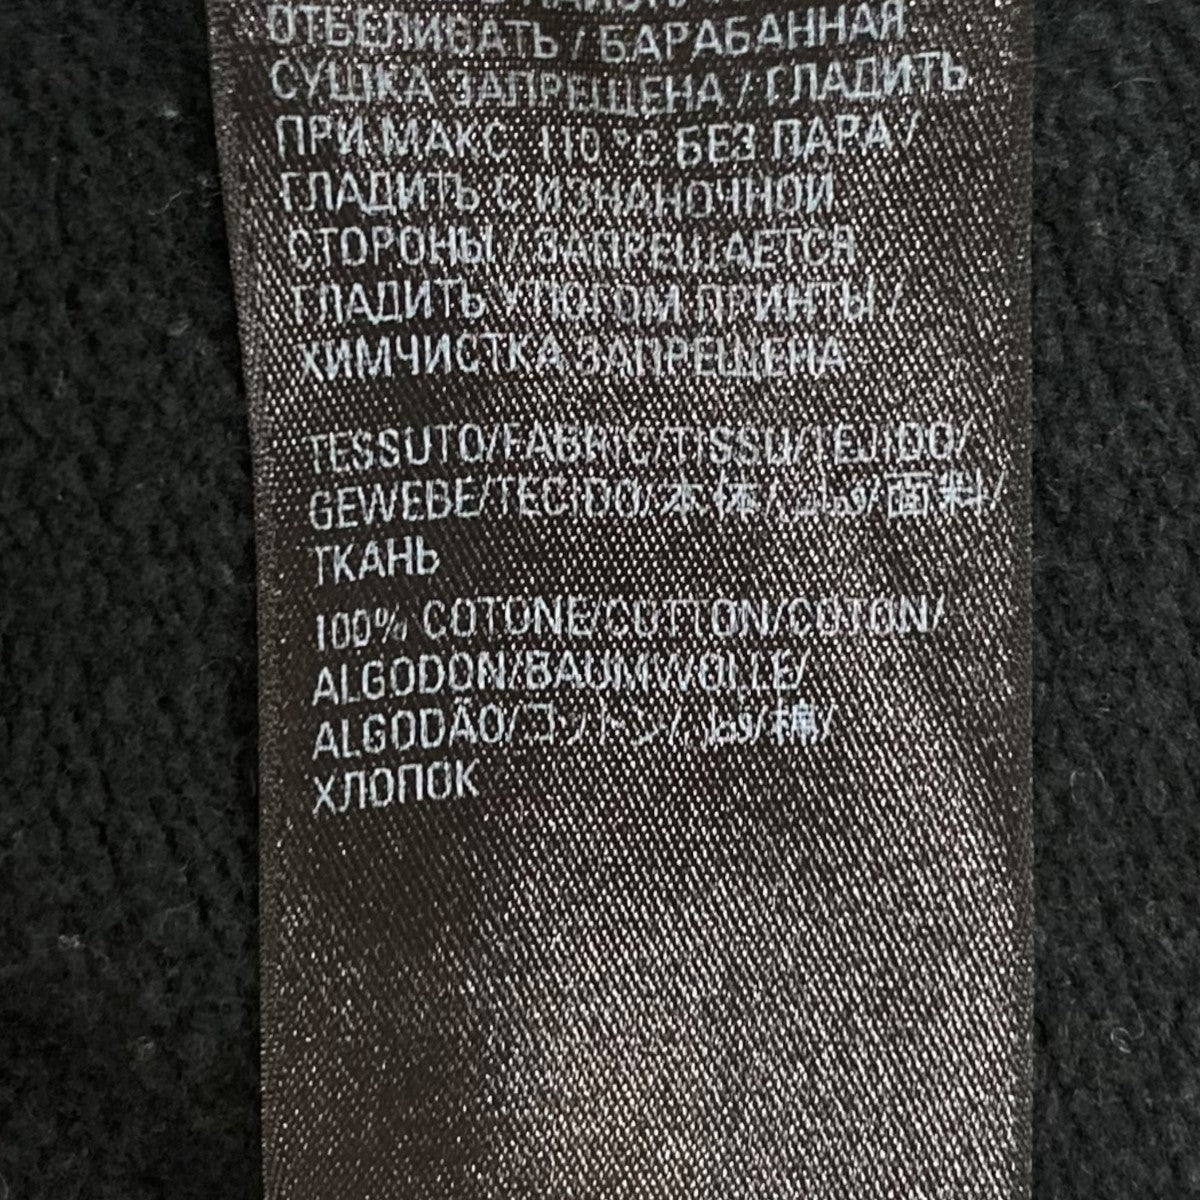 ОТБЕЛИВАТЬ / БАРАБАННАЯ
СУШКА ЗАПРЕЩЕНА / ГЛАДИТЬ
ПРИ МАКС 110 °C БЕЗ ПАРА /
ГЛАДИТЬ С ИЗНАНОЧНОЙ
СТОРОНЫ / ЗАПРЕЩАЕТСЯ
ГЛАДИТЬ УТЮГОМ ПРИНТЫ /
ХИМЧИСТКА ЗАПРЕЩЕНА
TESSUTO/FABRIC/TISSU/TEJIDO/
GEWEBE/TECIDO/本体/قماش/面料/
ТКАНЬ
100% COTONE/COTTON/COTON/
ALGODON/BAUMWOLLE/
ALGODÃO/コットン/قطن/棉/
ХЛОПОК